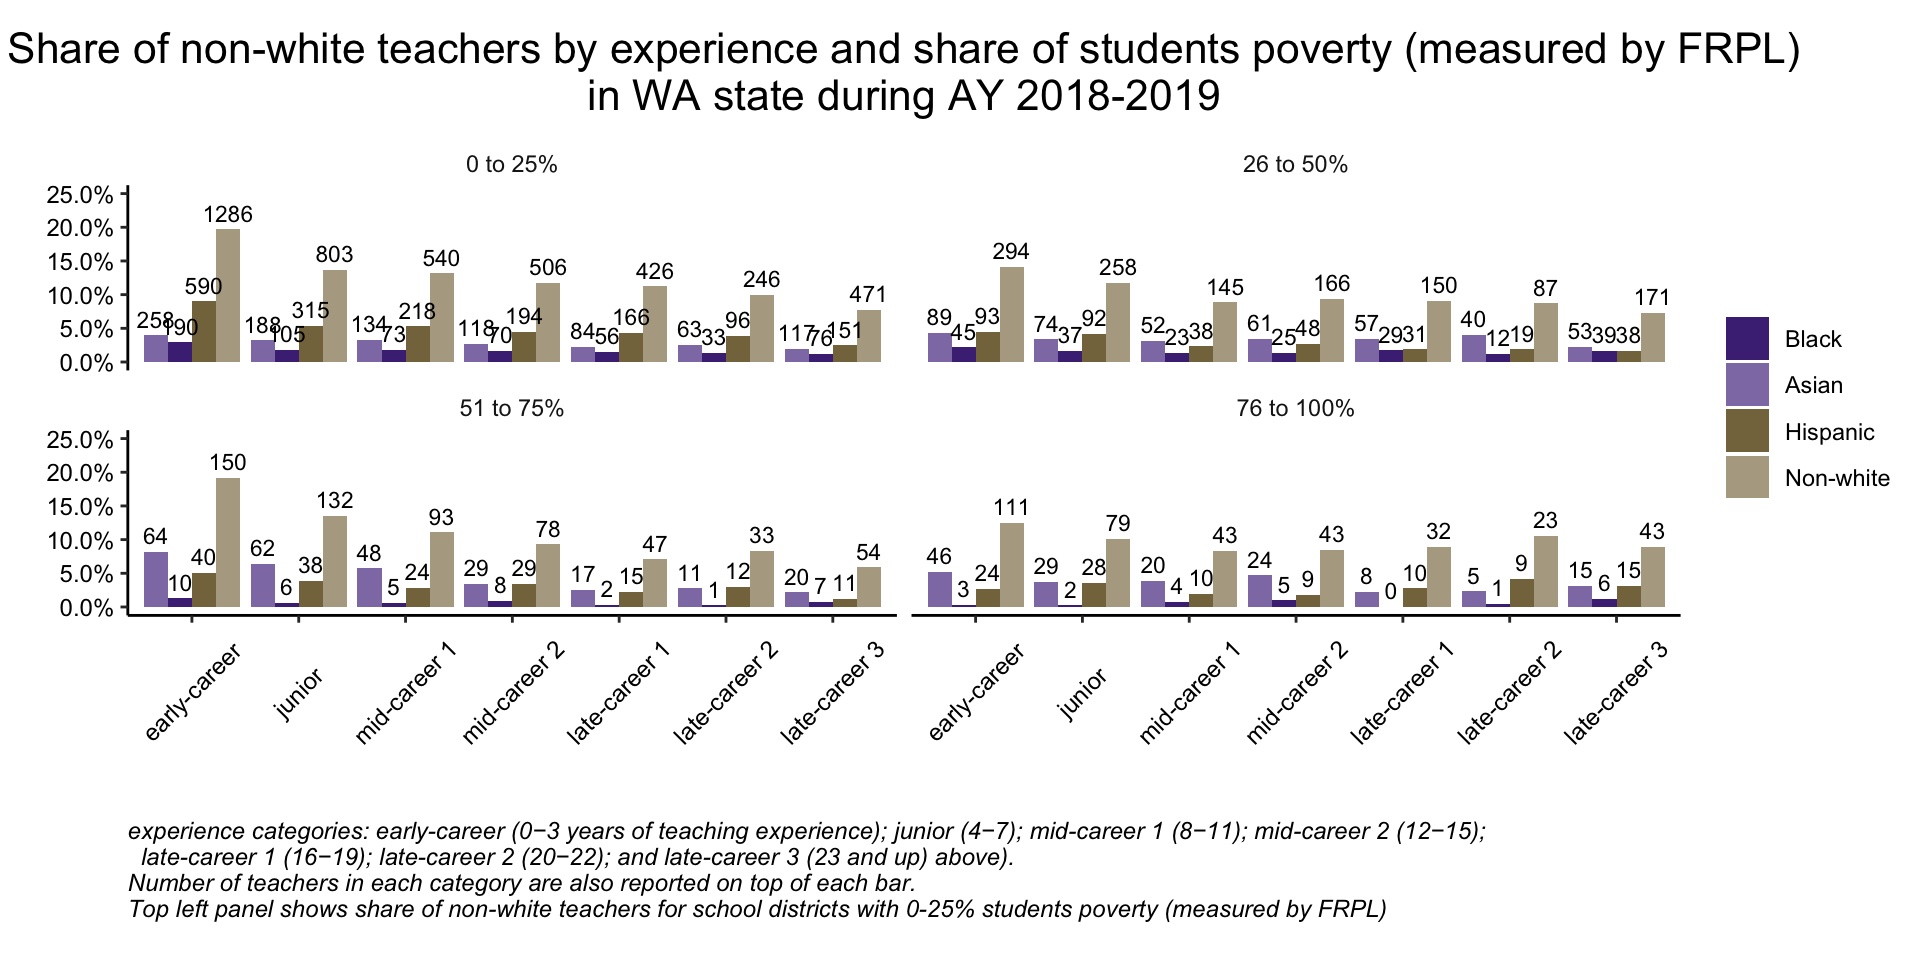 Share of non-white teachers by experience and share of students poverty (measured by FRPL)
in WA state during AY 2018-2019
0 to 25%
26 to 50%
25.0%
20.0%
15.0%
10.0%
5.0%
0.0%
258 190 590 1286
188 105 315 803
134 73 218 540
118 70 194 506
84 56 166 426
63 33 96 246
117 76 151 471
89 45 93 294
74 37 92 258
52 23 38 145
61 25 48 166
57 29 31 150
40 12 19 87
53 39 38 171
51 to 75%
76 to 100%
25.0%
20.0%
15.0%
10.0%
5.0%
0.0%
64 10 40 150
62 6 38 132
48 5 24 93
29 8 29 78
17 2 15 47
11 1 12 33
20 7 11 54
46 3 24 111
29 2 28 79
20 4 10 43
24 5 9 43
8 0 10 32
5 1 9 23
15 6 15 43
early-career
junior
mid-career 1
mid-career 2
late-career 1
late-career 2
late-career 3
early-career
junior
mid-career 1
mid-career 2
late-career 1
late-career 2
late-career 3
Black
Asian
Hispanic
Non-white
experience categories: early-career (0−3 years of teaching experience); junior (4−7); mid-career 1 (8−11); mid-career 2 (12−15);
late-career 1 (16−19); late-career 2 (20−22); and late-career 3 (23 and up) above).
Number of teachers in each category are also reported on top of each bar.
Top left panel shows share of non-white teachers for school districts with 0-25% students poverty (measured by FRPL)